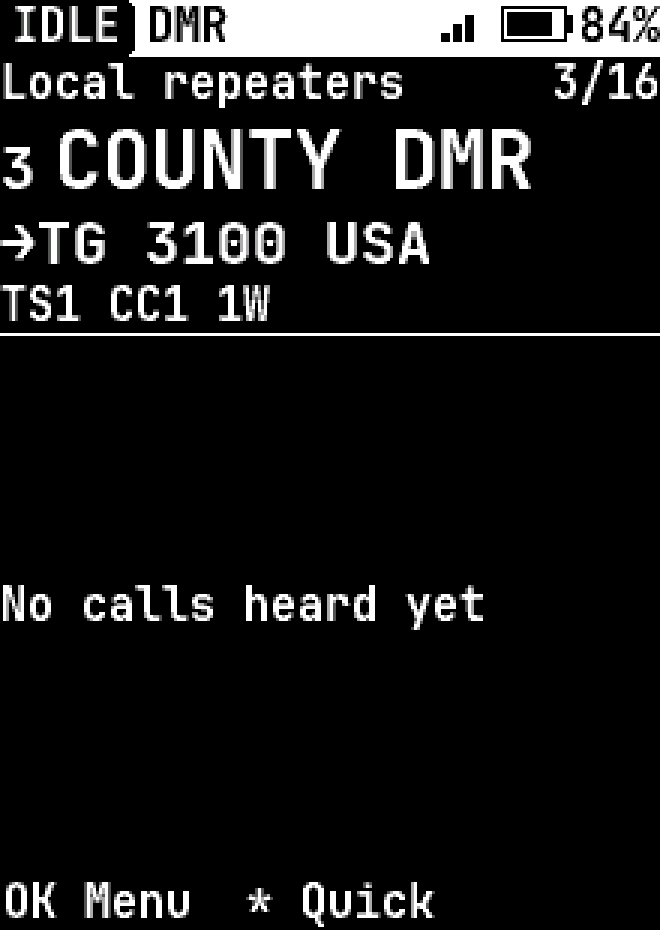 IDLE DMR 84%
Local repeaters 3/16
3 COUNTY DMR
→TG 3100 USA
TS1 CC1 1W
No calls heard yet
OK Menu * Quick